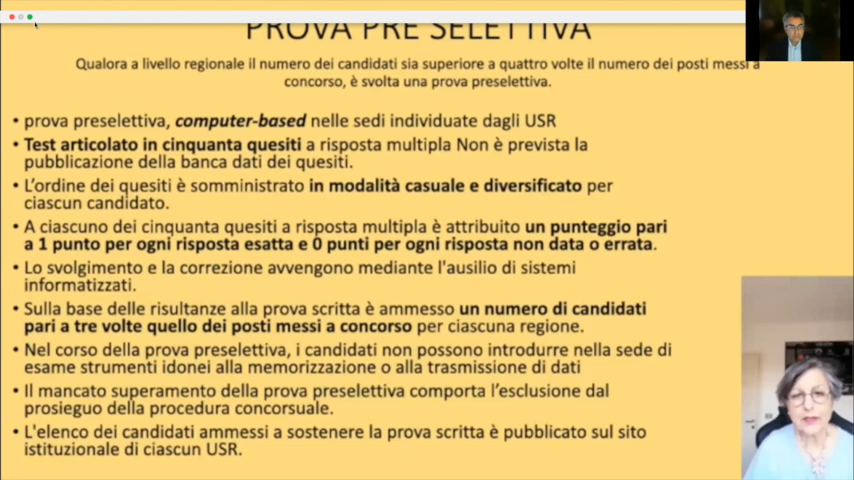 PROVA PRE SELETTIVA
Qualora a livello regionale il numero dei candidati sia superiore a quattro volte il numero dei posti messi a
concorso, è svolta una prova preselettiva.
• prova preselettiva, computer-based nelle sedi individuate dagli USR
• Test articolato in cinquanta quesiti a risposta multipla Non è prevista la
pubblicazione della banca dati dei quesiti.
• L'ordine dei quesiti è somministrato in modalità casuale e diversificato per
ciascun candidato.
• A ciascuno dei cinquanta quesiti a risposta multipla è attribuito un punteggio pari
a 1 punto per ogni risposta esatta e 0 punti per ogni risposta non data o errata.
• Lo svolgimento e la correzione avvengono mediante l'ausilio di sistemi
informatizzati.
• Sulla base delle risultanze alla prova scritta è ammesso un numero di candidati
pari a tre volte quello dei posti messi a concorso per ciascuna regione.
• Nel corso della prova preselettiva, i candidati non possono introdurre nella sede di
esame strumenti idonei alla memorizzazione o alla trasmissione di dati
• Il mancato superamento della prova preselettiva comporta l'esclusione dal
prosieguo della procedura concorsuale.
• L'elenco dei candidati ammessi a sostenere la prova scritta è pubblicato sul sito
istituzionale di ciascun USR.